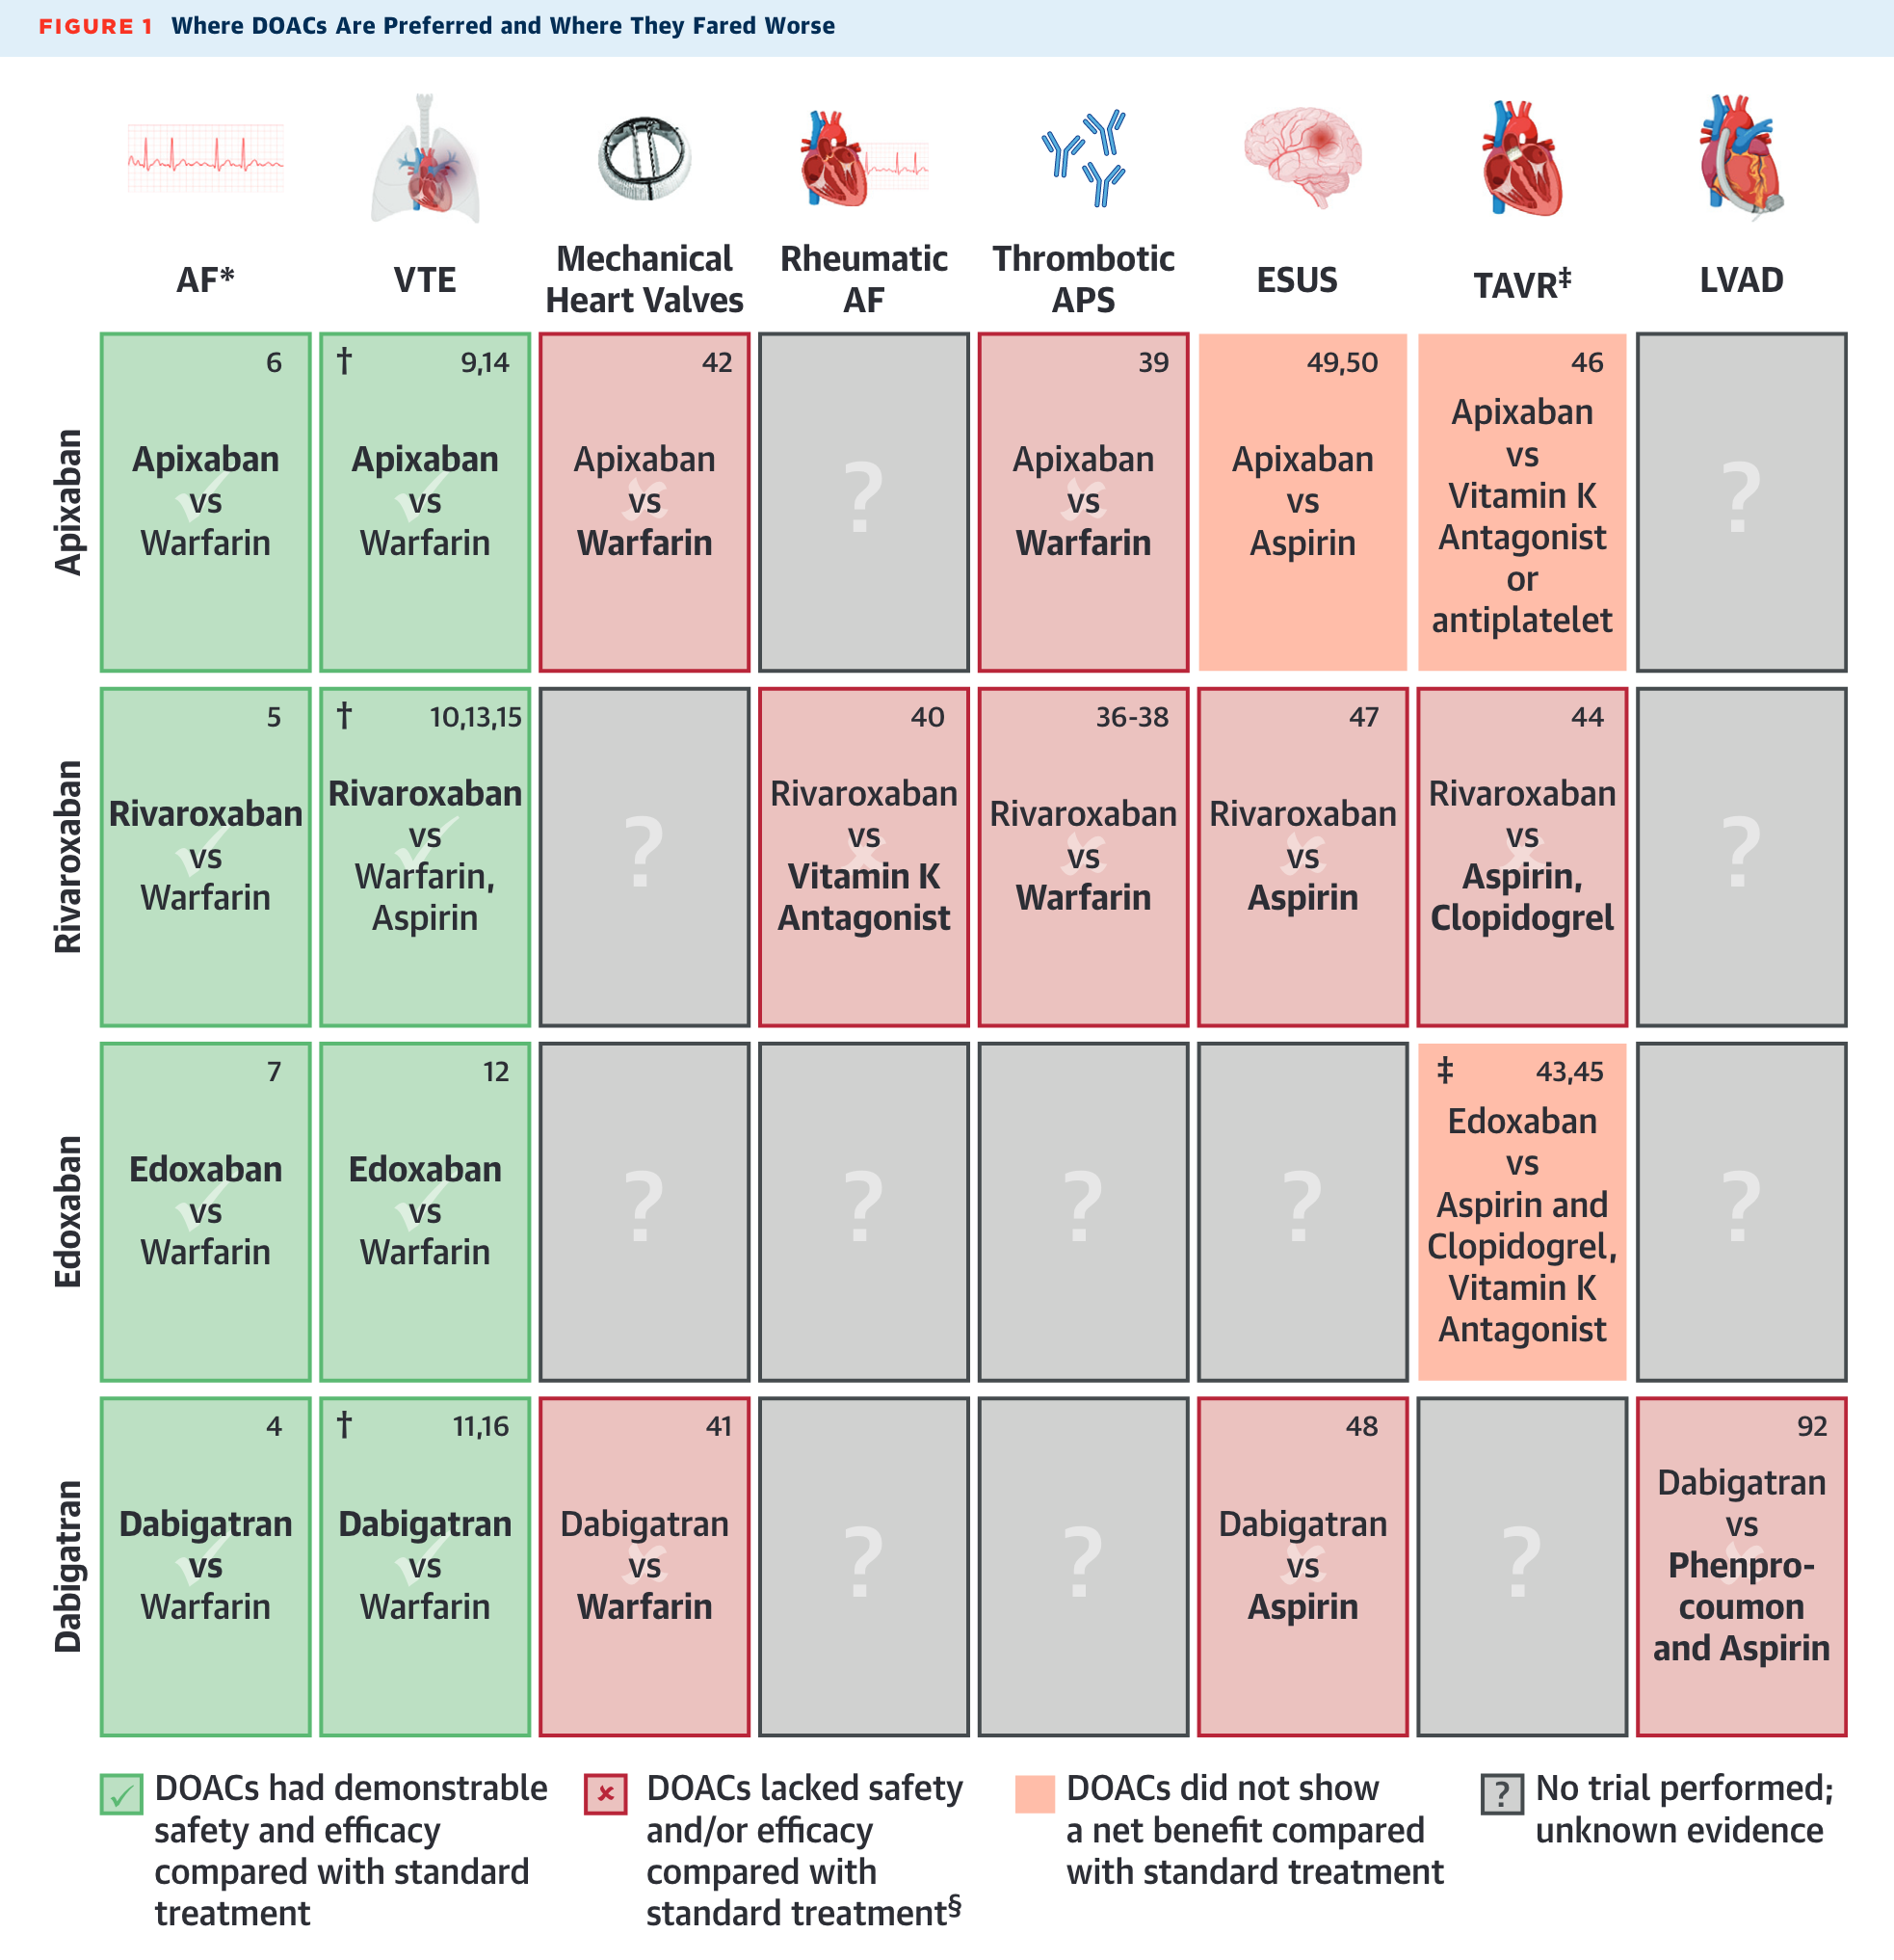 FIGURE 1 Where DOACs Are Preferred and Where They Fared Worse
AF*
VTE
Mechanical
Heart Valves
Rheumatic
AF
Thrombotic
APS
ESUS
TAVR‡
LVAD
Apixaban
6
Apixaban
vs
Warfarin
† 9,14
Apixaban
vs
Warfarin
42
Apixaban
vs
Warfarin
?
39
Apixaban
vs
Warfarin
49,50
Apixaban
vs
Aspirin
46
Apixaban
vs
Vitamin K
Antagonist
or
antiplatelet
?
Rivaroxaban
5
Rivaroxaban
vs
Warfarin
† 10,13,15
Rivaroxaban
vs
Warfarin,
Aspirin
?
40
Rivaroxaban
vs
Vitamin K
Antagonist
36-38
Rivaroxaban
vs
Warfarin
47
Rivaroxaban
vs
Aspirin
44
Rivaroxaban
vs
Aspirin,
Clopidogrel
?
Edoxaban
7
Edoxaban
vs
Warfarin
12
Edoxaban
vs
Warfarin
?
?
?
?
‡ 43,45
Edoxaban
vs
Aspirin and
Clopidogrel,
Vitamin K
Antagonist
?
Dabigatran
4
Dabigatran
vs
Warfarin
† 11,16
Dabigatran
vs
Warfarin
41
Dabigatran
vs
Warfarin
?
?
48
Dabigatran
vs
Aspirin
?
92
Dabigatran
vs
Phenpro-
coumon
and Aspirin
✓ DOACs had demonstrable
safety and efficacy
compared with standard
treatment
✗ DOACs lacked safety
and/or efficacy
compared with
standard treatment§
DOACs did not show
a net benefit compared
with standard treatment
? No trial performed;
unknown evidence